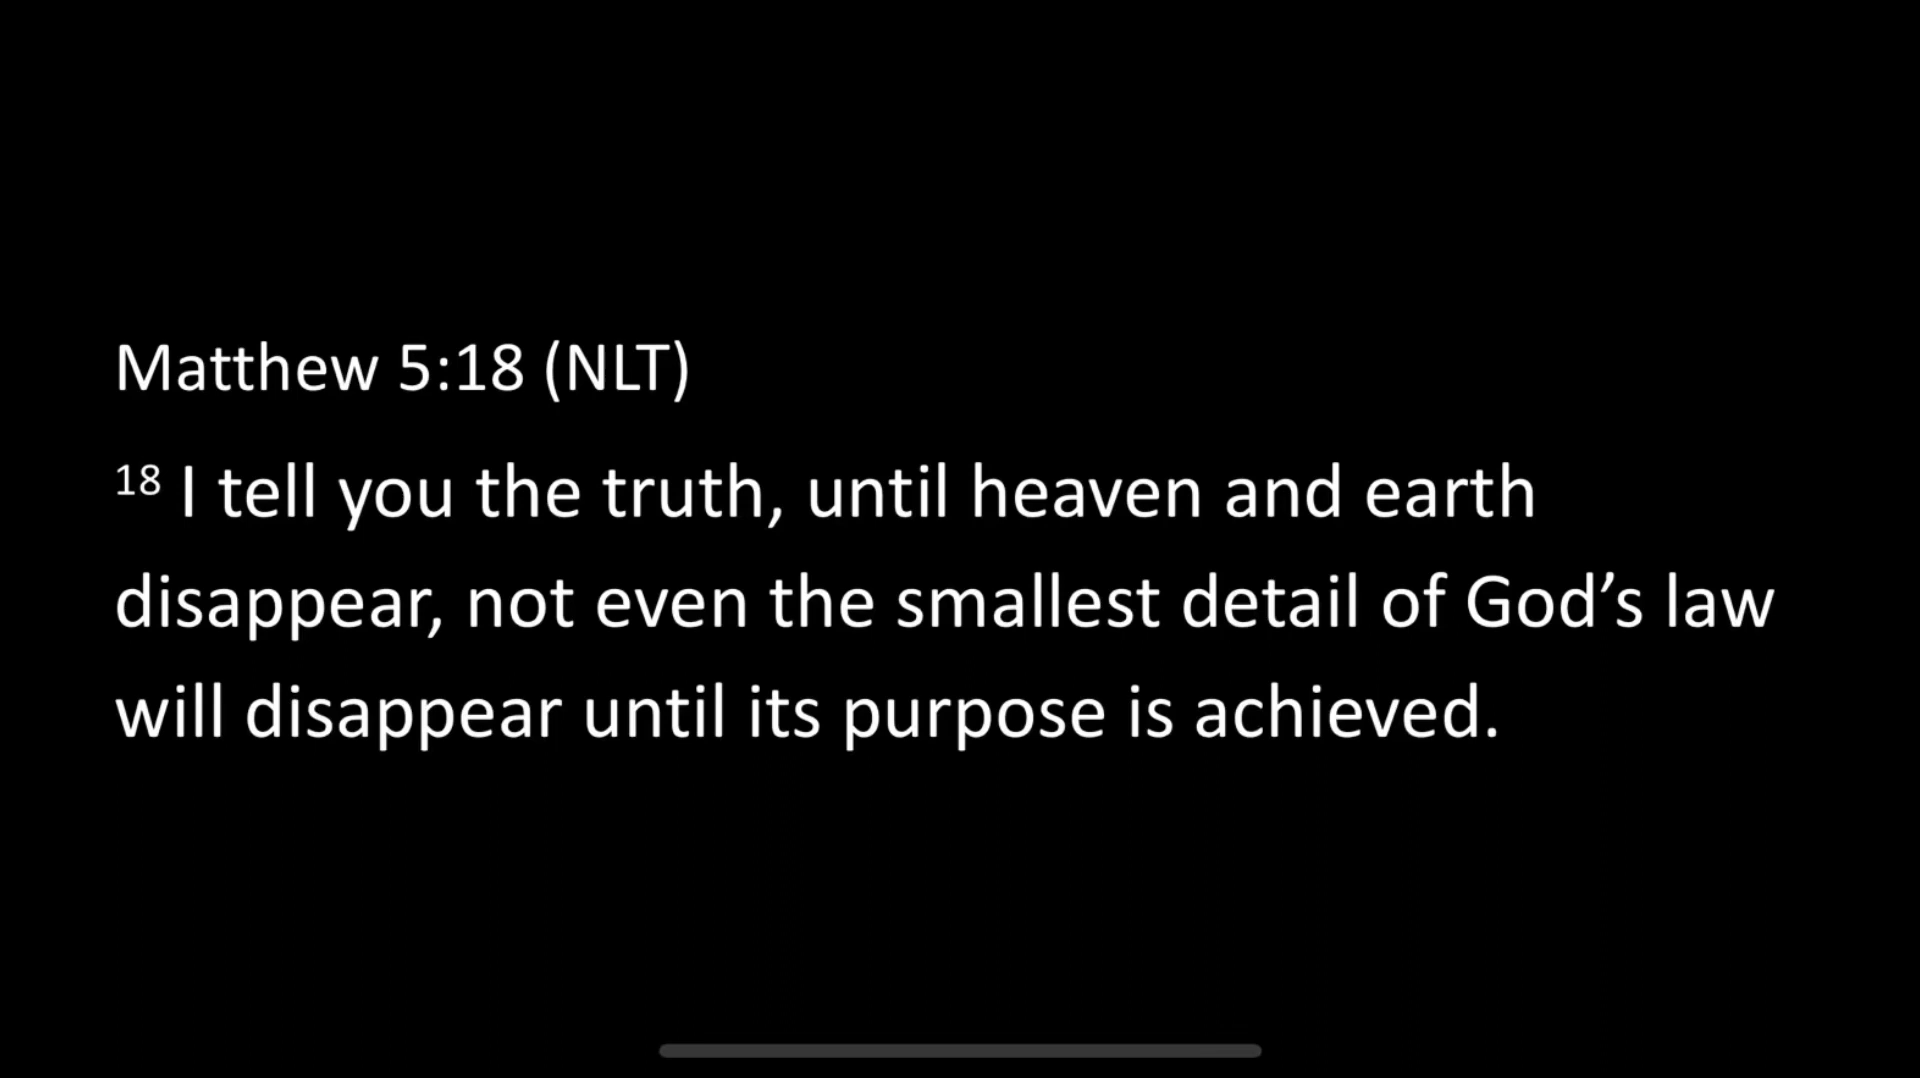 Matthew 5:18 (NLT)
18 I tell you the truth, until heaven and earth
disappear, not even the smallest detail of God’s law
will disappear until its purpose is achieved.